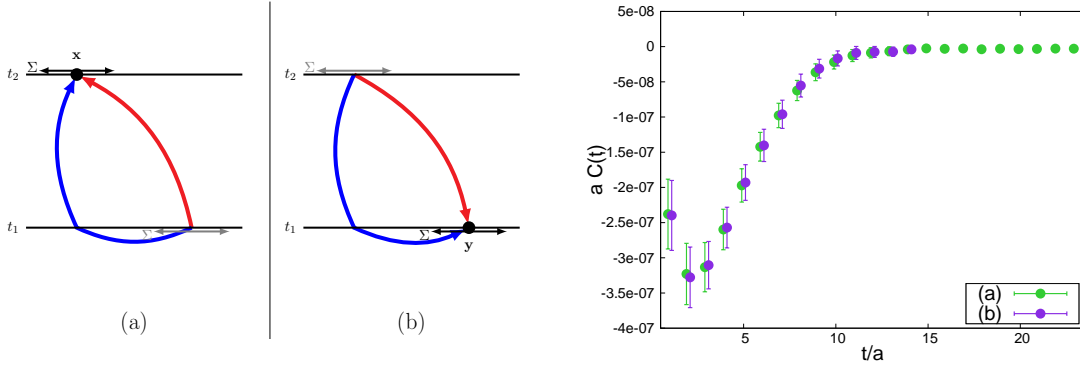 x
Σ
t₂
t₁
Σ
(a)
Σ
t₂
t₁
Σ
y
(b)
5e-08
0
-5e-08
-1e-07
-1.5e-07
-2e-07
-2.5e-07
-3e-07
-3.5e-07
-4e-07
a C(t)
(a)
(b)
5
10
15
20
t/a